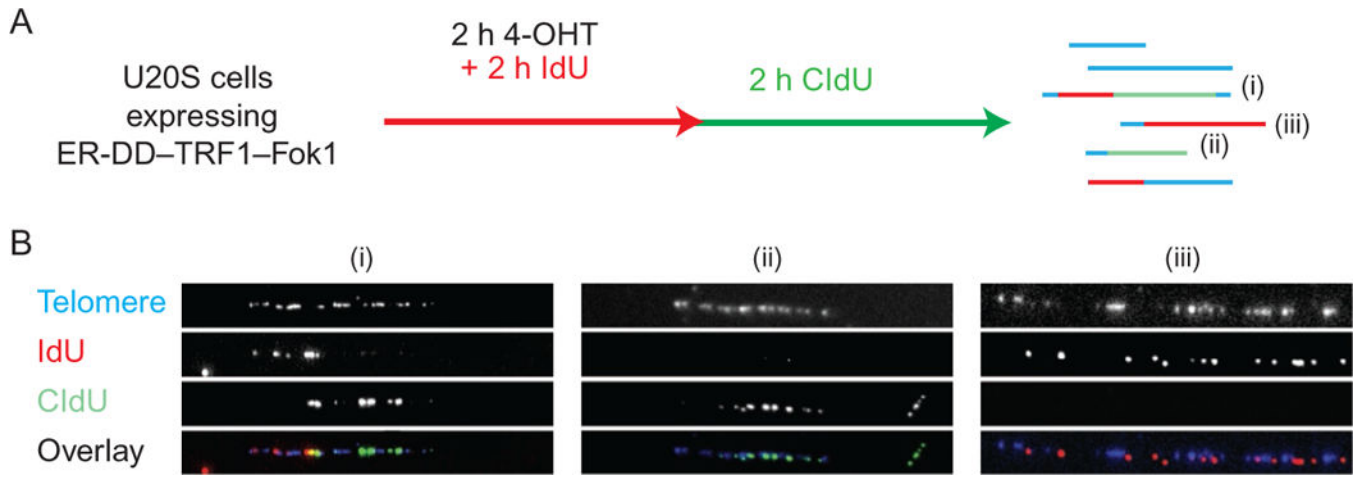 A
U20S cells
expressing
ER-DD–TRF1–Fok1
2 h 4-OHT
+ 2 h IdU
2 h CldU
(i)
(iii)
(ii)
B
(i)
(ii)
(iii)
Telomere
IdU
CldU
Overlay